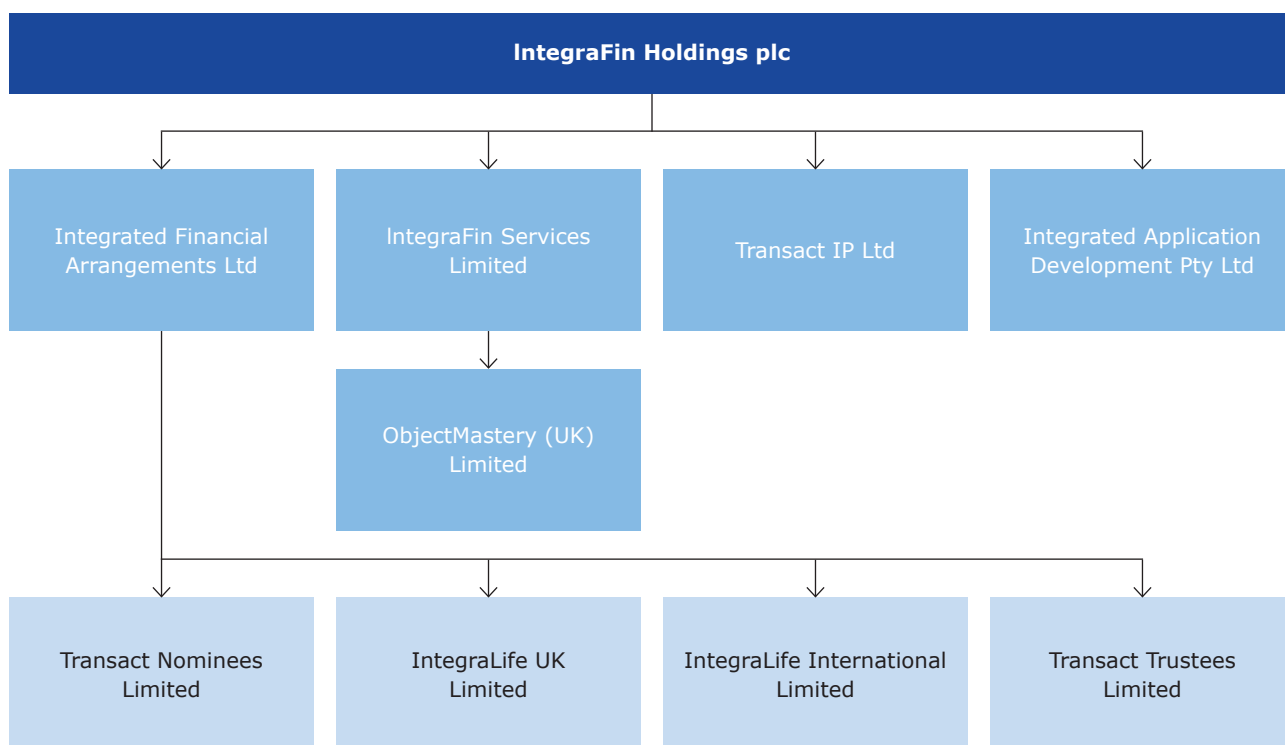 IntegraFin Holdings plc
Integrated Financial
Arrangements Ltd
IntegraFin Services
Limited
Transact IP Ltd
Integrated Application
Development Pty Ltd
ObjectMastery (UK)
Limited
Transact Nominees
Limited
IntegraLife UK
Limited
IntegraLife International
Limited
Transact Trustees
Limited